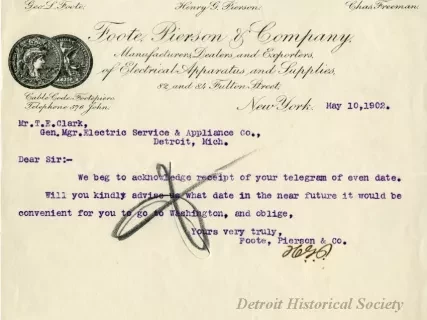 Geo. L. Foote. Henry G. Pierson. Chas Freeman.
Foote, Pierson & Company,
Manufacturers, Dealers, and Exporters,
of Electrical Apparatus, and Supplies,
82 and 84 Fulton Street,
Cable Code-Footepiers
Telephone 378 John.
New York. May 10,1902.
Mr.T.E.Clark,
Gen.Mgr.Electric Service & Appliance Co.,
Detroit, Mich.
Dear Sir:-
We beg to acknowledge receipt of your telegram of even date.
Will you kindly advise us what date in the near future it would be
convenient for you to go to Washington, and oblige,
Yours very truly,
Foote, Pierson & Co.
Detroit Historical Society